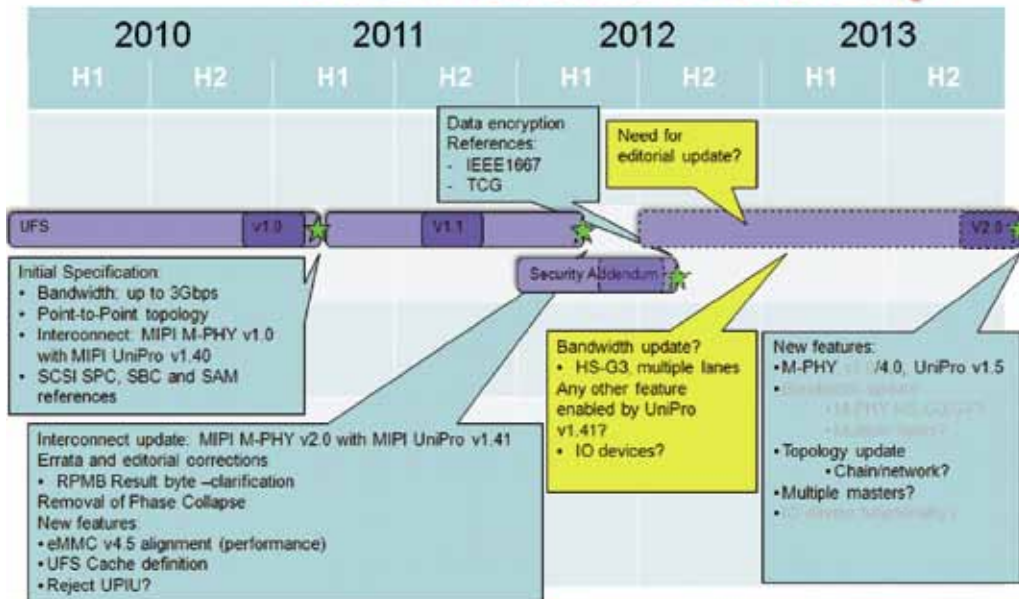 2010
2011
2012
2013
H1
H2
H1
H2
H1
H2
H1
H2
Data encryption
References:
- IEEE1667
- TCG
Need for
editorial update?
UFS
v1.0
V1.1
V2.0
Security Addendum
Initial Specification:
• Bandwidth: up to 3Gbps
• Point-to-Point topology
• Interconnect: MIPI M-PHY v1.0
with MIPI UniPro v1.40
• SCSI SPC, SBC and SAM
references
Interconnect update: MIPI M-PHY v2.0 with MIPI UniPro v1.41
Errata and editorial corrections
• RPMB Result byte –clarification
Removal of Phase Collapse
New features
• eMMC v4.5 alignment (performance)
• UFS Cache definition
• Reject UPIU?
Bandwidth update?
• HS-G3, multiple lanes
Any other feature
enabled by UniPro
v1.41?
• IO devices?
New features:
• M-PHY /4.0, UniPro v1.5
• Bandwidth update
• Topology update
• Chain/network?
• Multiple masters?